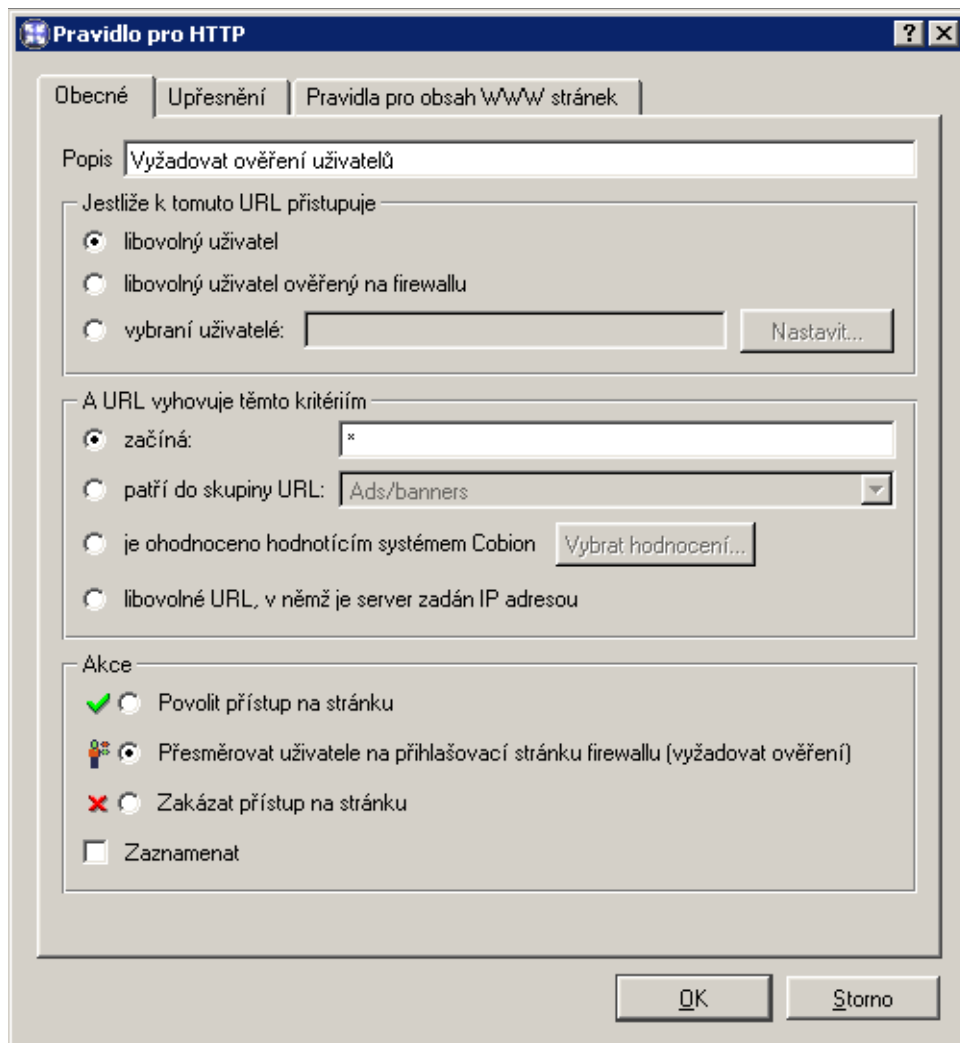 Pravidlo pro HTTP
Obecné Upřesnění Pravidla pro obsah WWW stránek
Popis Vyžadovat ověření uživatelů
Jestliže k tomuto URL přistupuje
libovolný uživatel
libovolný uživatel ověřený na firewallu
vybraní uživatelé: Nastavit...
A URL vyhovuje těmto kritériím
začíná: *
patří do skupiny URL: Ads/banners
je ohodnoceno hodnotícím systémem Cobion Vybrat hodnocení...
libovolné URL, v němž je server zadán IP adresou
Akce
Povolit přístup na stránku
Přesměrovat uživatele na přihlašovací stránku firewallu (vyžadovat ověření)
Zakázat přístup na stránku
Zaznamenat
OK Storno